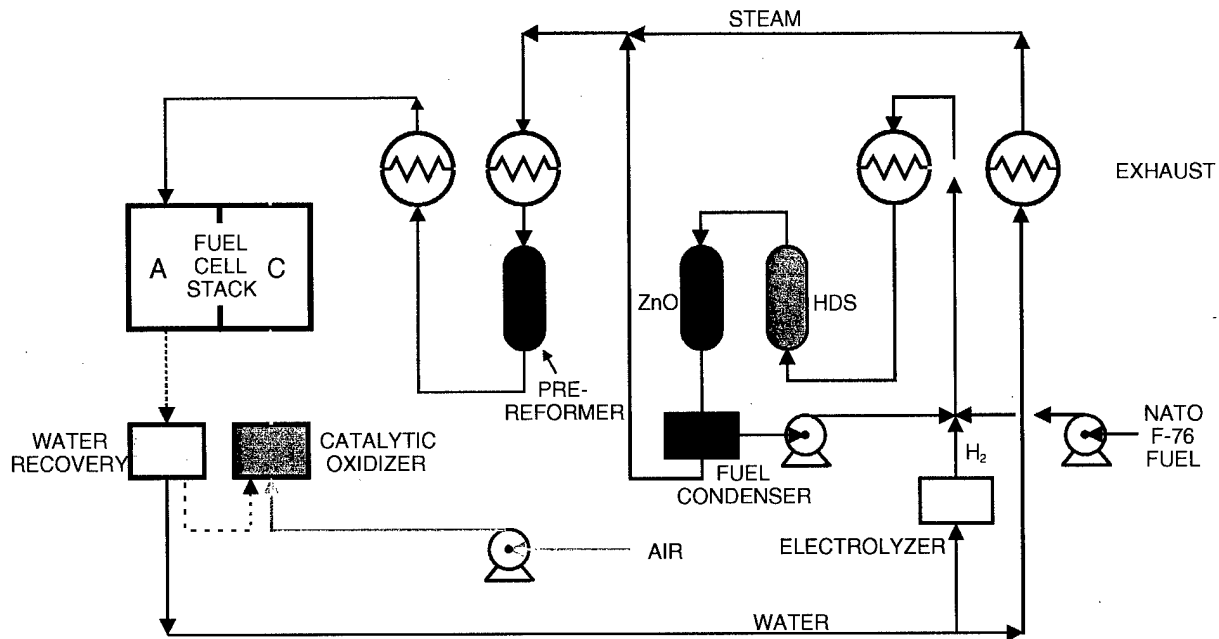 STEAM
EXHAUST
A
FUEL
CELL
STACK
C
ZnO
HDS
PRE-
REFORMER
WATER
RECOVERY
CATALYTIC
OXIDIZER
FUEL
CONDENSER
H₂
NATO
F-76
FUEL
ELECTROLYZER
AIR
WATER